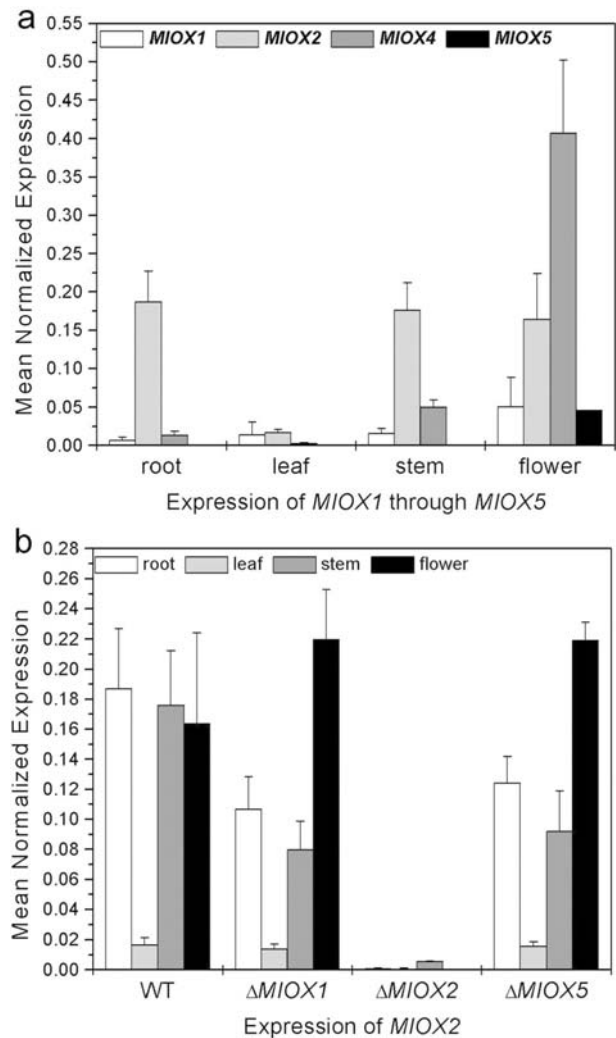 a
MIOX1 MIOX2 MIOX4 MIOX5
Mean Normalized Expression
0.55
0.50
0.45
0.40
0.35
0.30
0.25
0.20
0.15
0.10
0.05
0.00
root leaf stem flower
Expression of MIOX1 through MIOX5
b
root leaf stem flower
Mean Normalized Expression
0.28
0.26
0.24
0.22
0.20
0.18
0.16
0.14
0.12
0.10
0.08
0.06
0.04
0.02
0.00
WT ΔMIOX1 ΔMIOX2 ΔMIOX5
Expression of MIOX2